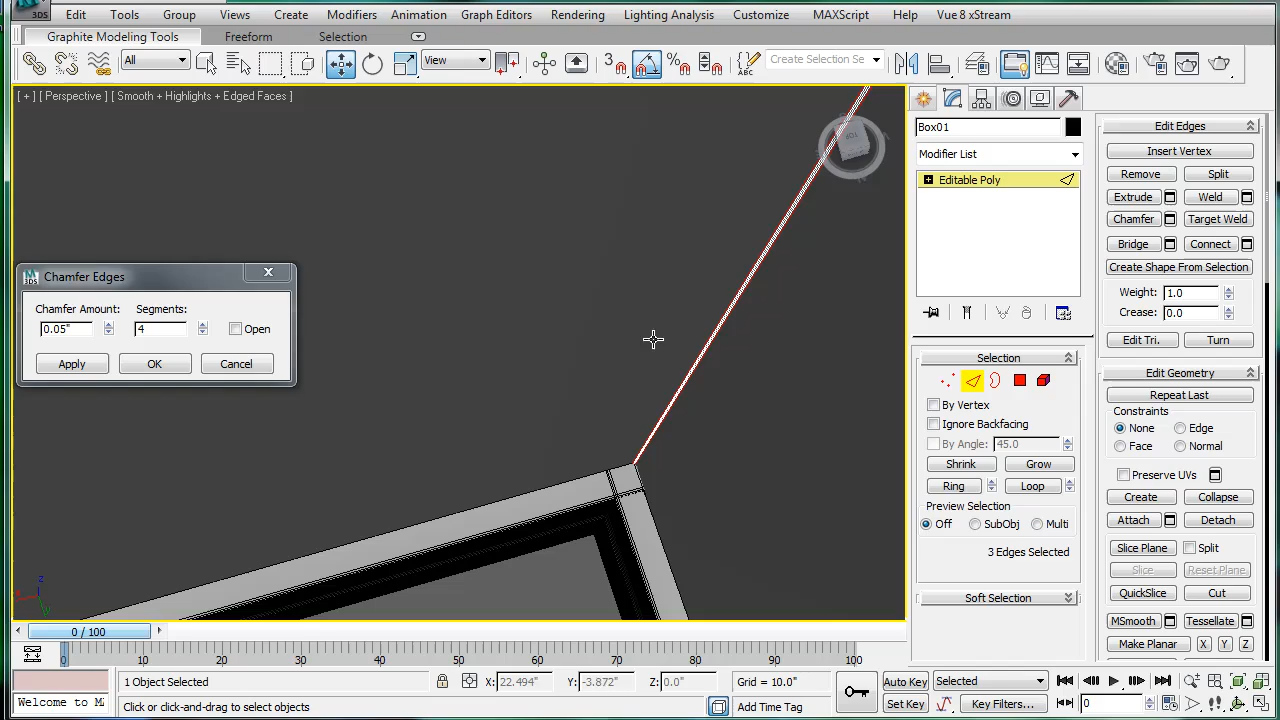 3DS
Edit Tools Group Views Create Modifiers Animation Graph Editors Rendering Lighting Analysis Customize MAXScript Help Vue 8 xStream
Graphite Modeling Tools Freeform Selection
All View 3 % ABC Create Selection Se
[ + ] [ Perspective ] [ Smooth + Highlights + Edged Faces ]
Box01
Modifier List
Editable Poly
Edit Edges
Insert Vertex
Remove Split
Extrude Weld
Chamfer Target Weld
Bridge Connect
Create Shape From Selection
Weight: 1.0
Crease: 0.0
Edit Tri. Turn
Chamfer Edges
Chamfer Amount: Segments:
0.05" 4 Open
Apply OK Cancel
Selection
By Vertex
Ignore Backfacing
By Angle: 45.0
Shrink Grow
Ring Loop
Preview Selection
Off SubObj Multi
3 Edges Selected
Soft Selection
Edit Geometry
Repeat Last
Constraints
None Edge
Face Normal
Preserve UVs
Create Collapse
Attach Detach
Slice Plane Split
Slice Reset Plane
QuickSlice Cut
MSmooth Tessellate
Make Planar X Y Z
z
x
y
0 / 100
0 10 20 30 40 50 60 70 80 90 100
1 Object Selected X: 22.494" Y: -3.872" Z: 0.0" Grid = 10.0" Auto Key Selected
Welcome to M Click or click-and-drag to select objects Add Time Tag Set Key Key Filters... 0